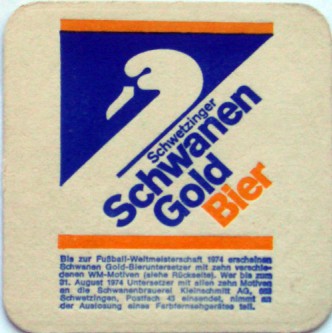 Schwetzinger
Schwanen
Gold
Bier
Bis zur Fußball-Weltmeisterschaft 1974 erscheinen
Schwanen Gold-Bieruntersetzer mit zehn verschie-
denen WM-Motiven (siehe Rückseite). Wer bis zum
31. August 1974 Untersetzer mit allen zehn Motiven
an die Schwanenbrauerei Kleinschmitt AG, 683
Schwetzingen, Postfach 43 einsendet, nimmt an
der Auslosung eines Farbfernsehgerätes teil.